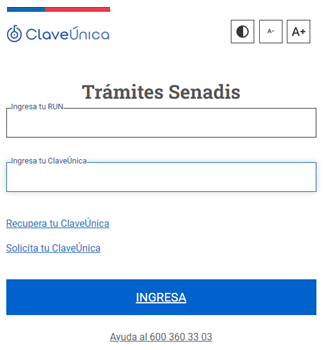 ClaveÚnica
A-
A+
Trámites Senadis
Ingresa tu RUN
Ingresa tu ClaveÚnica
Recupera tu ClaveÚnica
Solicita tu ClaveÚnica
INGRESA
Ayuda al 600 360 33 03